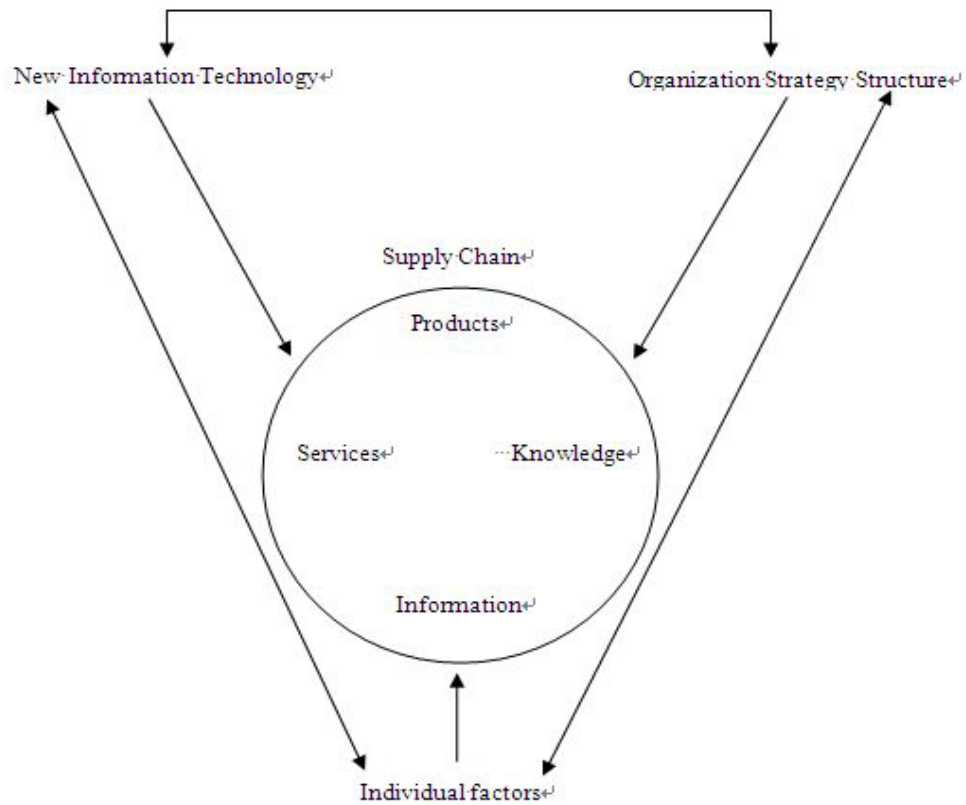 New Information Technology↵
Organization Strategy Structure↵
Supply Chain↵
Products↵
Services↵
···Knowledge↵
Information↵
Individual factors↵